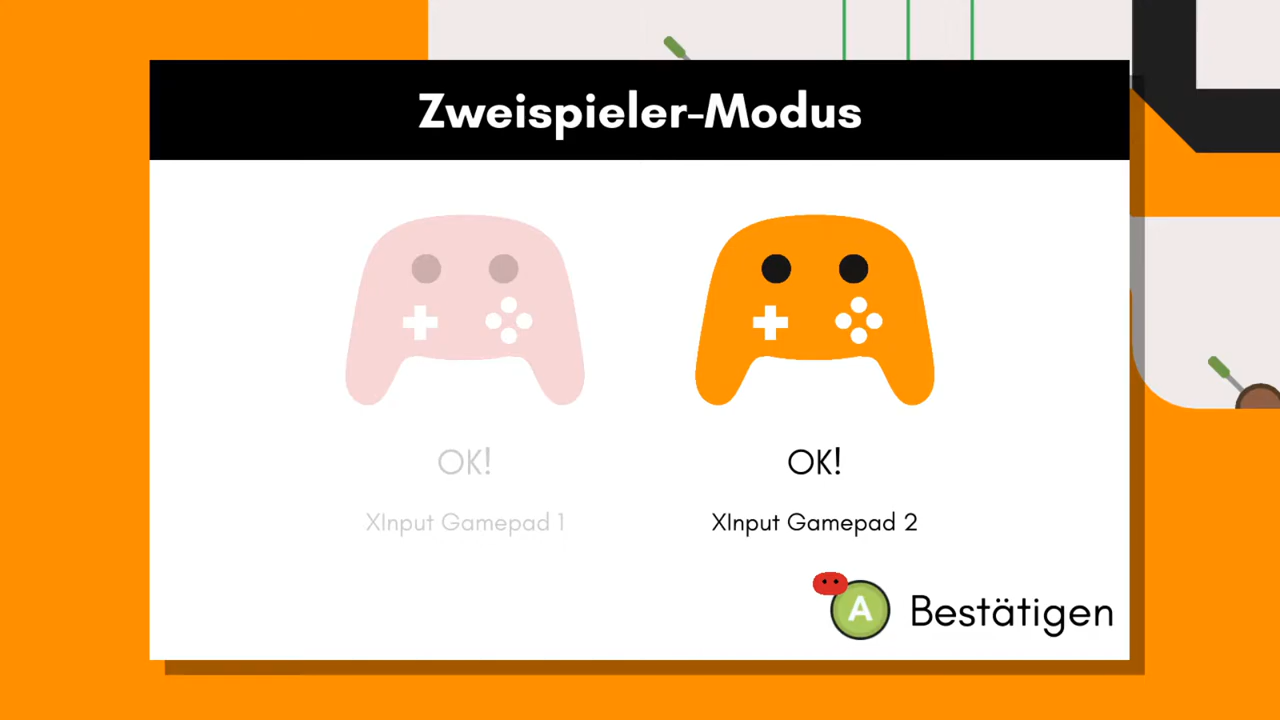 Zweispieler-Modus
OK!
OK!
XInput Gamepad 1
XInput Gamepad 2
A Bestätigen